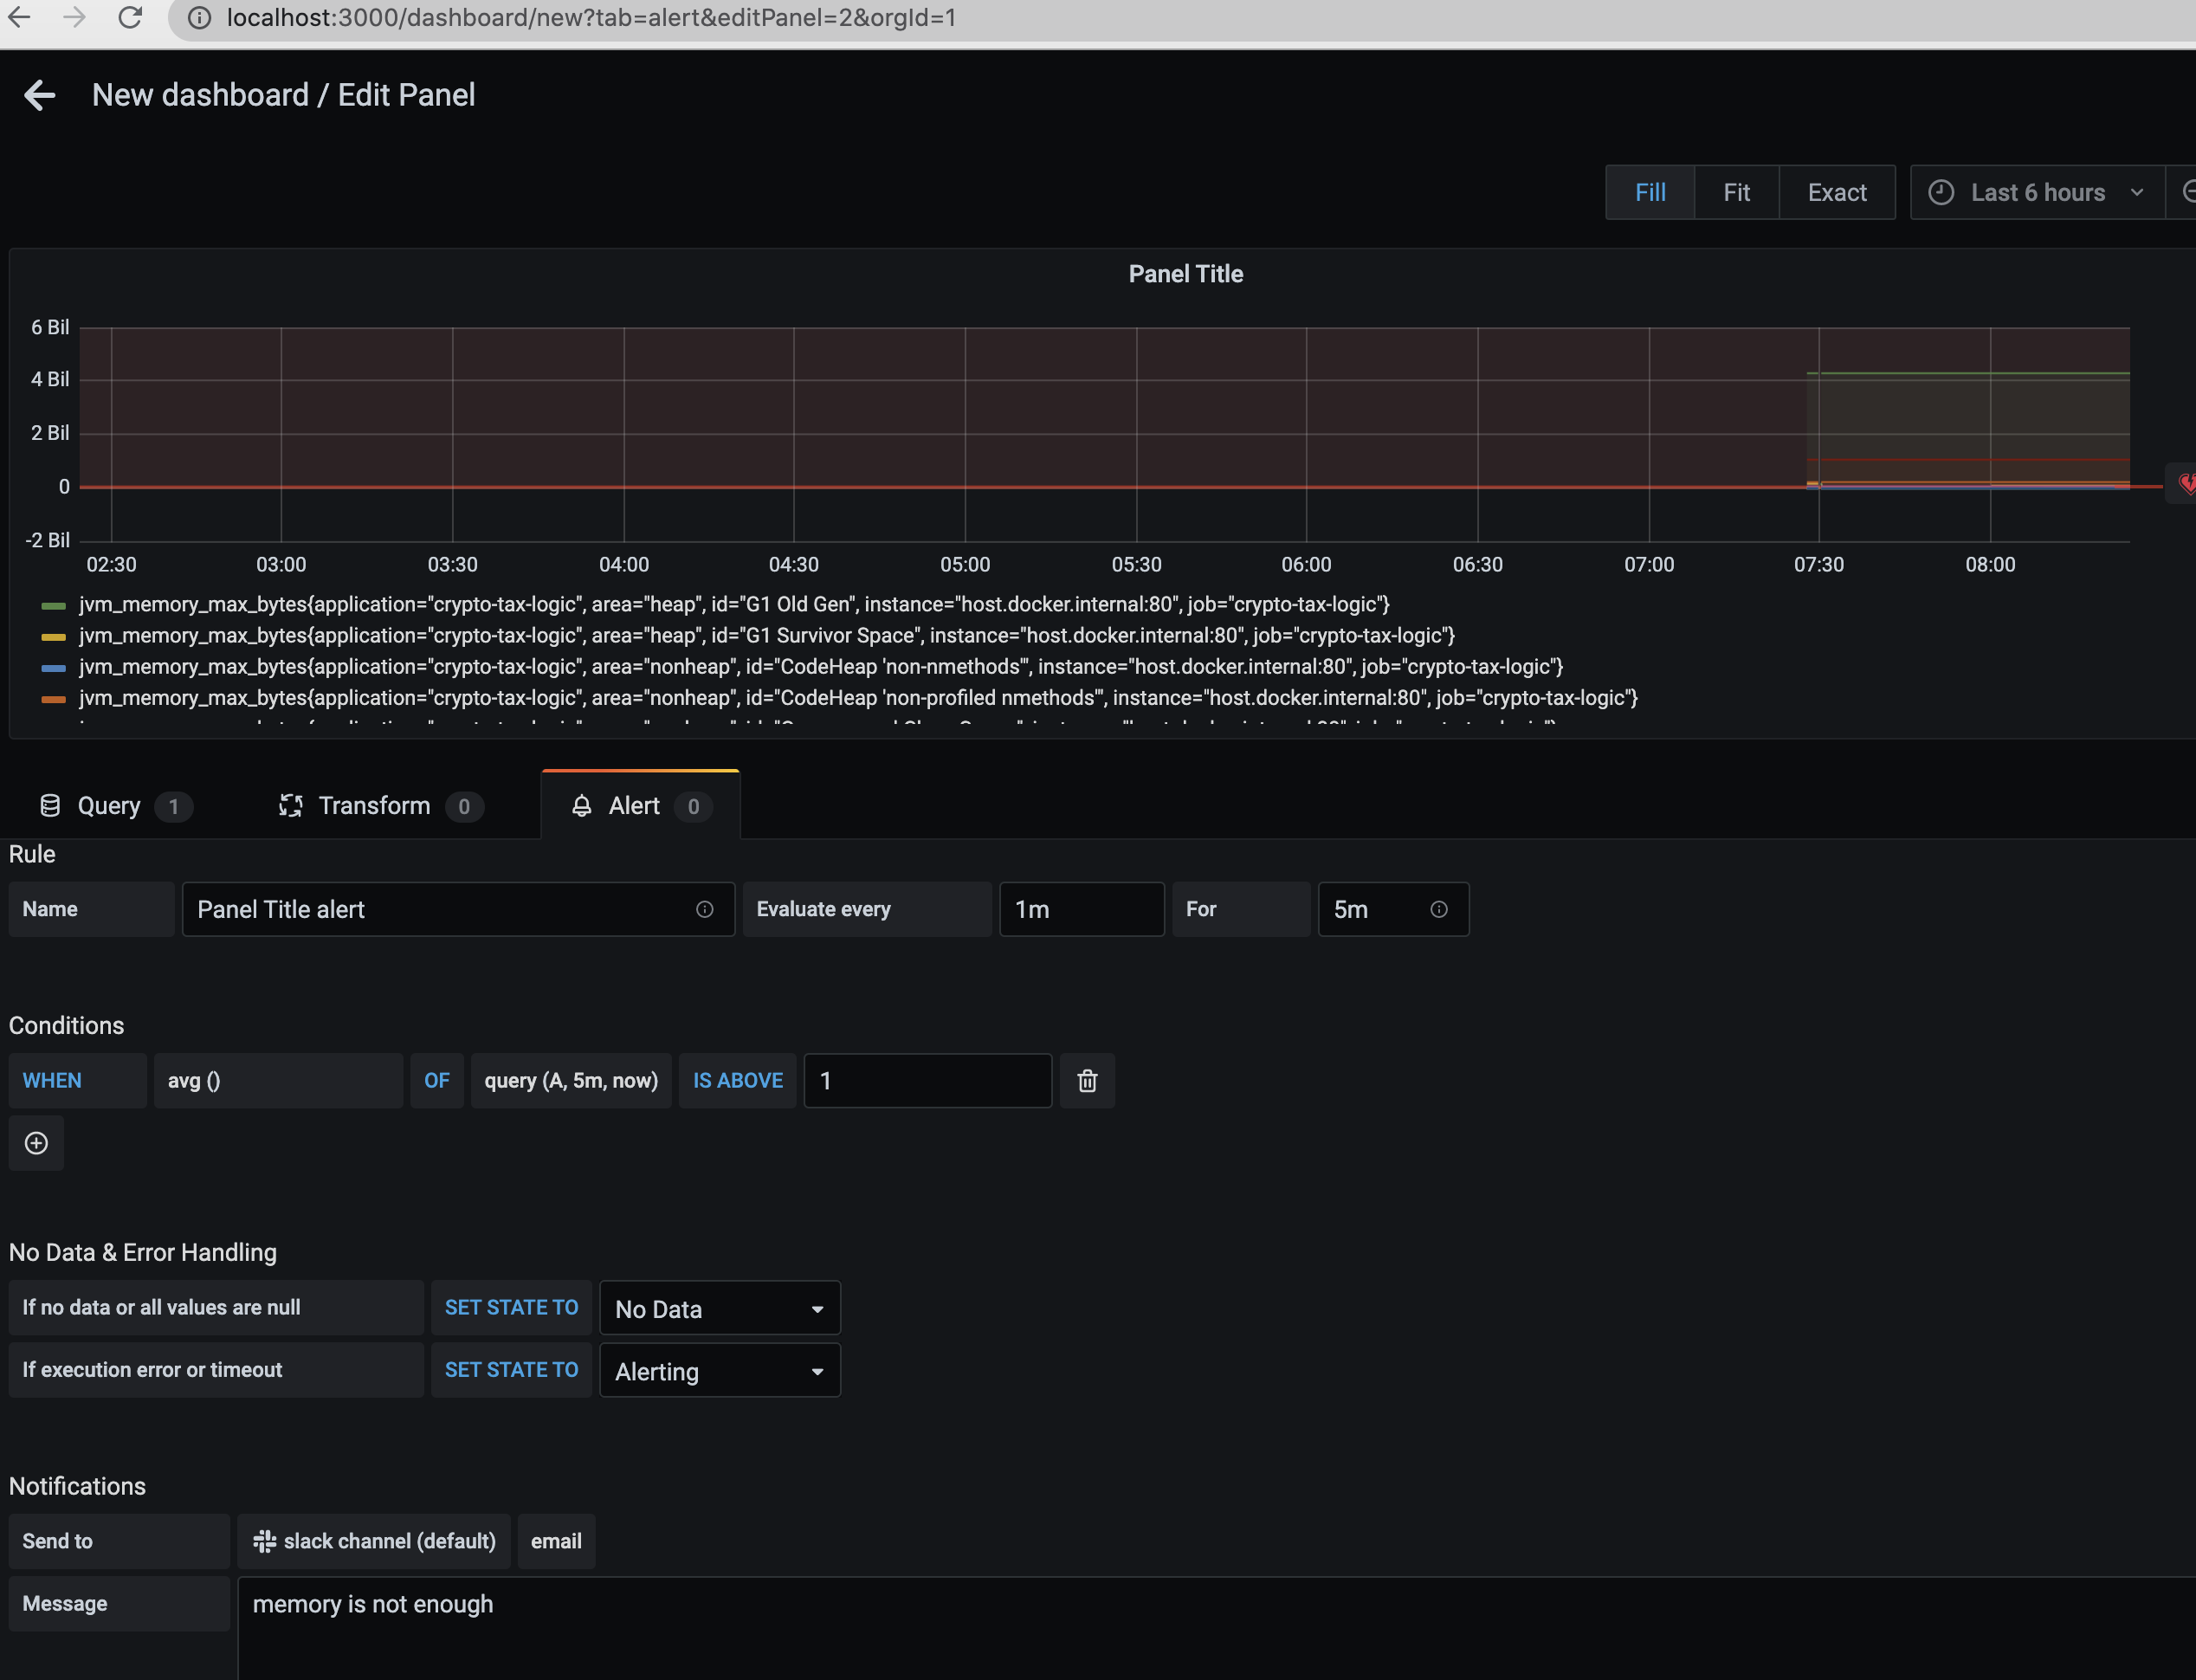 localhost:3000/dashboard/new?tab=alert&editPanel=2&orgId=1
New dashboard / Edit Panel
Fill Fit Exact Last 6 hours
Panel Title
6 Bil
4 Bil
2 Bil
0
-2 Bil
02:30 03:00 03:30 04:00 04:30 05:00 05:30 06:00 06:30 07:00 07:30 08:00
jvm_memory_max_bytes{application="crypto-tax-logic", area="heap", id="G1 Old Gen", instance="host.docker.internal:80", job="crypto-tax-logic"}
jvm_memory_max_bytes{application="crypto-tax-logic", area="heap", id="G1 Survivor Space", instance="host.docker.internal:80", job="crypto-tax-logic"}
jvm_memory_max_bytes{application="crypto-tax-logic", area="nonheap", id="CodeHeap 'non-nmethods'", instance="host.docker.internal:80", job="crypto-tax-logic"}
jvm_memory_max_bytes{application="crypto-tax-logic", area="nonheap", id="CodeHeap 'non-profiled nmethods'", instance="host.docker.internal:80", job="crypto-tax-logic"}
Query 1 Transform 0 Alert 0
Rule
Name Panel Title alert Evaluate every 1m For 5m
Conditions
WHEN avg () OF query (A, 5m, now) IS ABOVE 1
No Data & Error Handling
If no data or all values are null SET STATE TO No Data
If execution error or timeout SET STATE TO Alerting
Notifications
Send to slack channel (default) email
Message memory is not enough